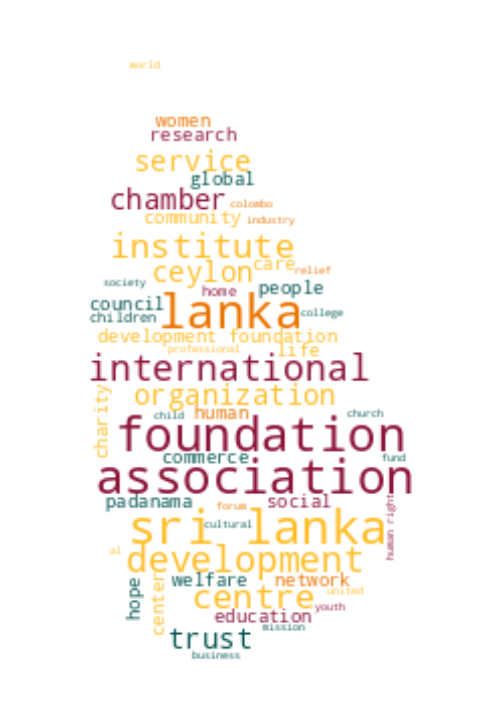 world
women
research
service
global
chamber
colombo
community
industry
institute
ceylon
care
relief
society
home
people
council
lanka
children
college
development foundation
professional
life
international
organization
charity
child
human
church
foundation
commerce
fund
association
padanama
forum
social
human right
sri lanka
cultural
al
development
welfare
network
hope
center
centre
united
youth
education
mission
trust
business